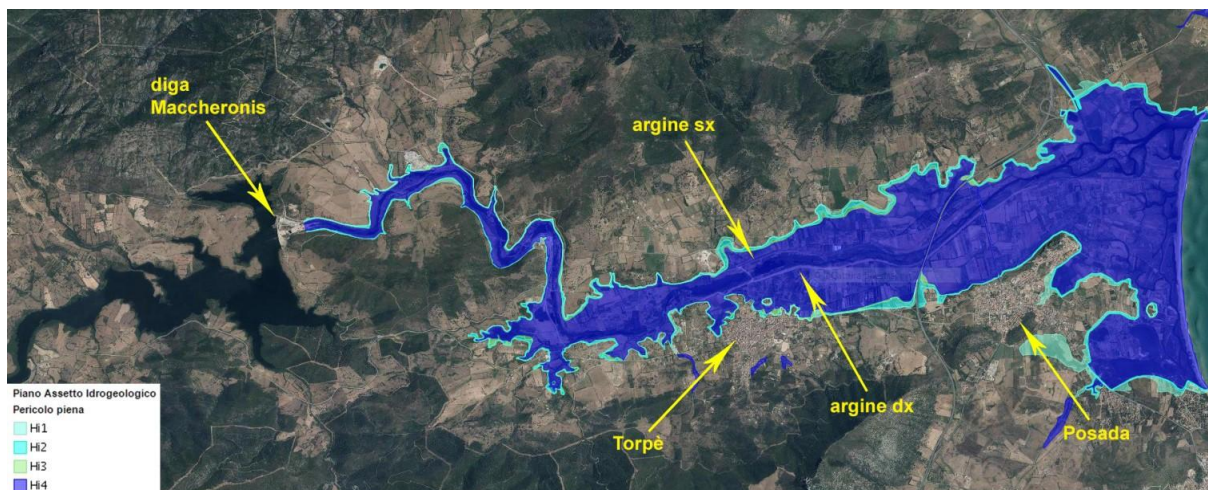 diga
Maccheronis
argine sx
argine dx
Torpè
Posada
Piano Assetto Idrogeologico
Pericolo piena
Hi1
Hi2
Hi3
Hi4